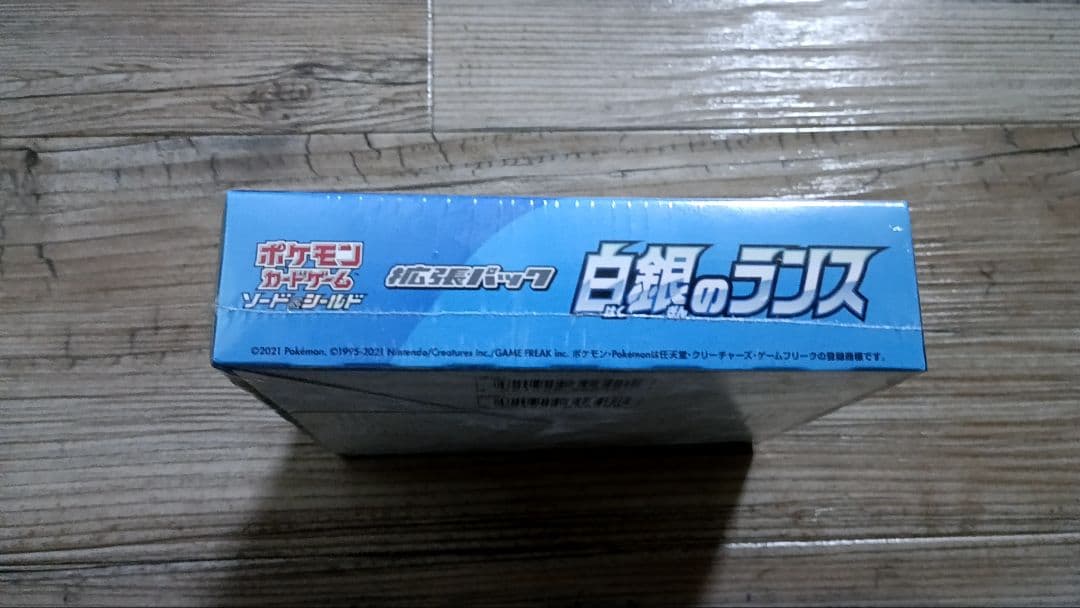 ポケモン
カードゲーム
ソード&シールド
拡張パック
白銀のランス
はく ぎん
©2021 Pokémon. ©1995-2021 Nintendo/Creatures Inc./GAME FREAK inc. ポケモン・Pokémonは任天堂・クリーチャーズ・ゲームフリークの登録商標です。